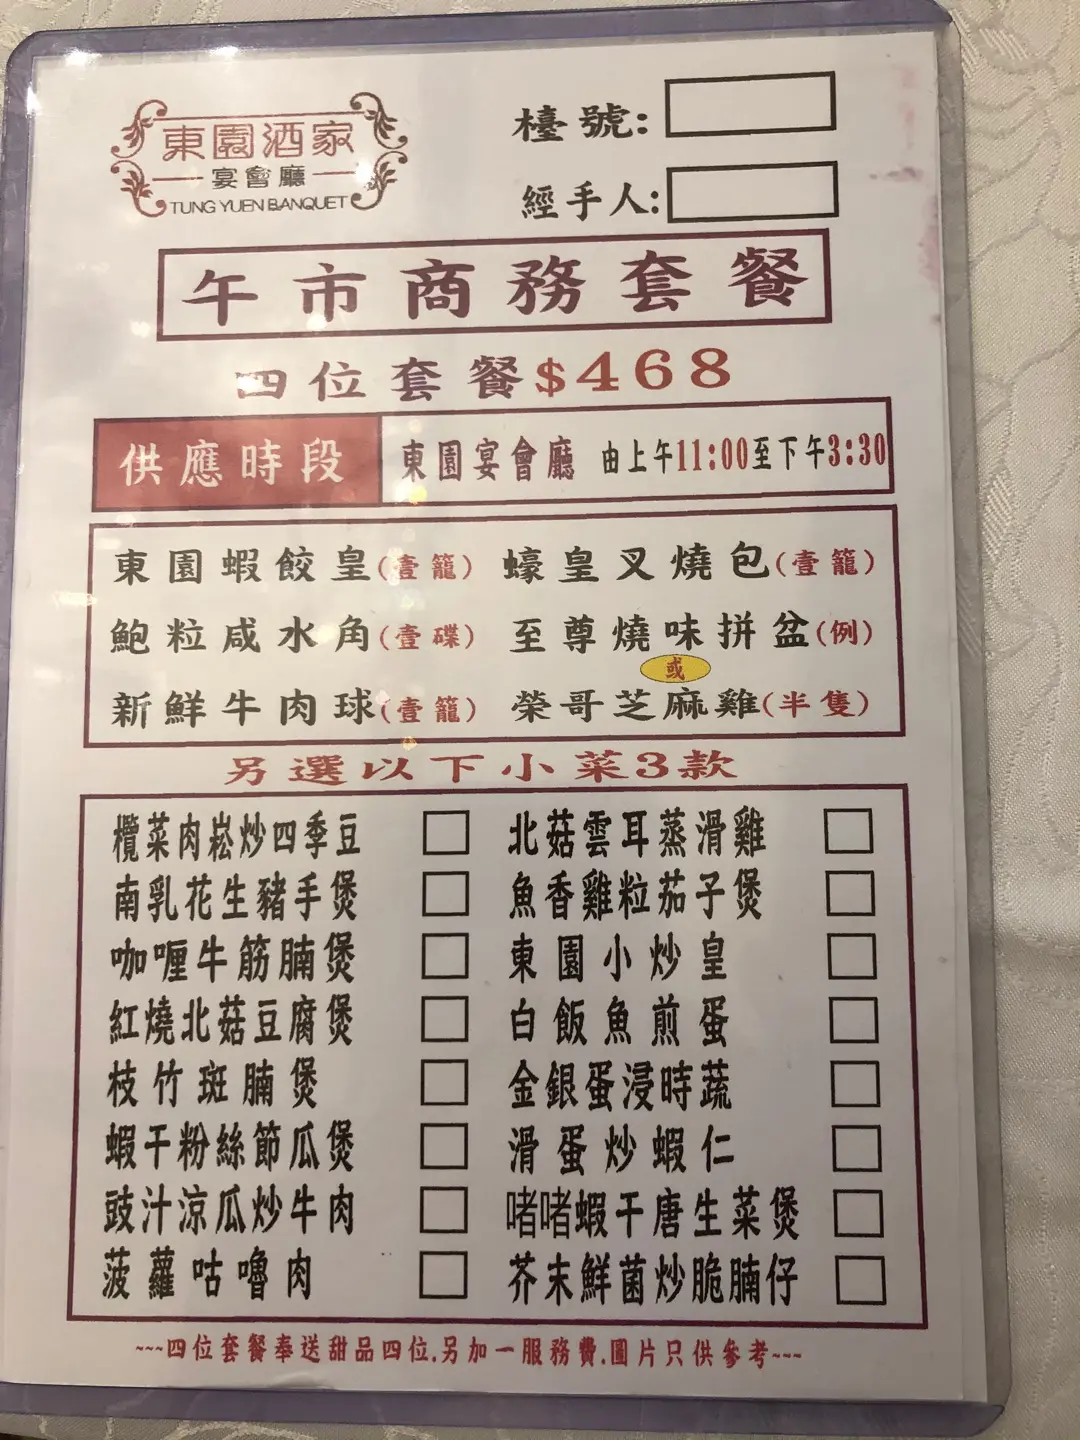 東園酒家
宴會廳
TUNG YUEN BANQUET
檯號:
經手人:
午市商務套餐
四位套餐$468
供應時段 東園宴會廳 由上午11:00至下午3:30
東園蝦餃皇(壹籠) 蠔皇叉燒包(壹籠)
鮑粒咸水角(壹碟) 至尊燒味拼盆(例)
或
新鮮牛肉球(壹籠) 榮哥芝麻雞(半隻)
另選以下小菜3款
欖菜肉崧炒四季豆 北菇雲耳蒸滑雞
南乳花生豬手煲 魚香雞粒茄子煲
咖喱牛筋腩煲 東園小炒皇
紅燒北菇豆腐煲 白飯魚煎蛋
枝竹斑腩煲 金銀蛋浸時蔬
蝦干粉絲節瓜煲 滑蛋炒蝦仁
豉汁涼瓜炒牛肉 啫啫蝦干唐生菜煲
菠蘿咕嚕肉 芥末鮮菌炒脆腩仔
~~~四位套餐奉送甜品四位.另加一服務費.圖片只供參考~~~